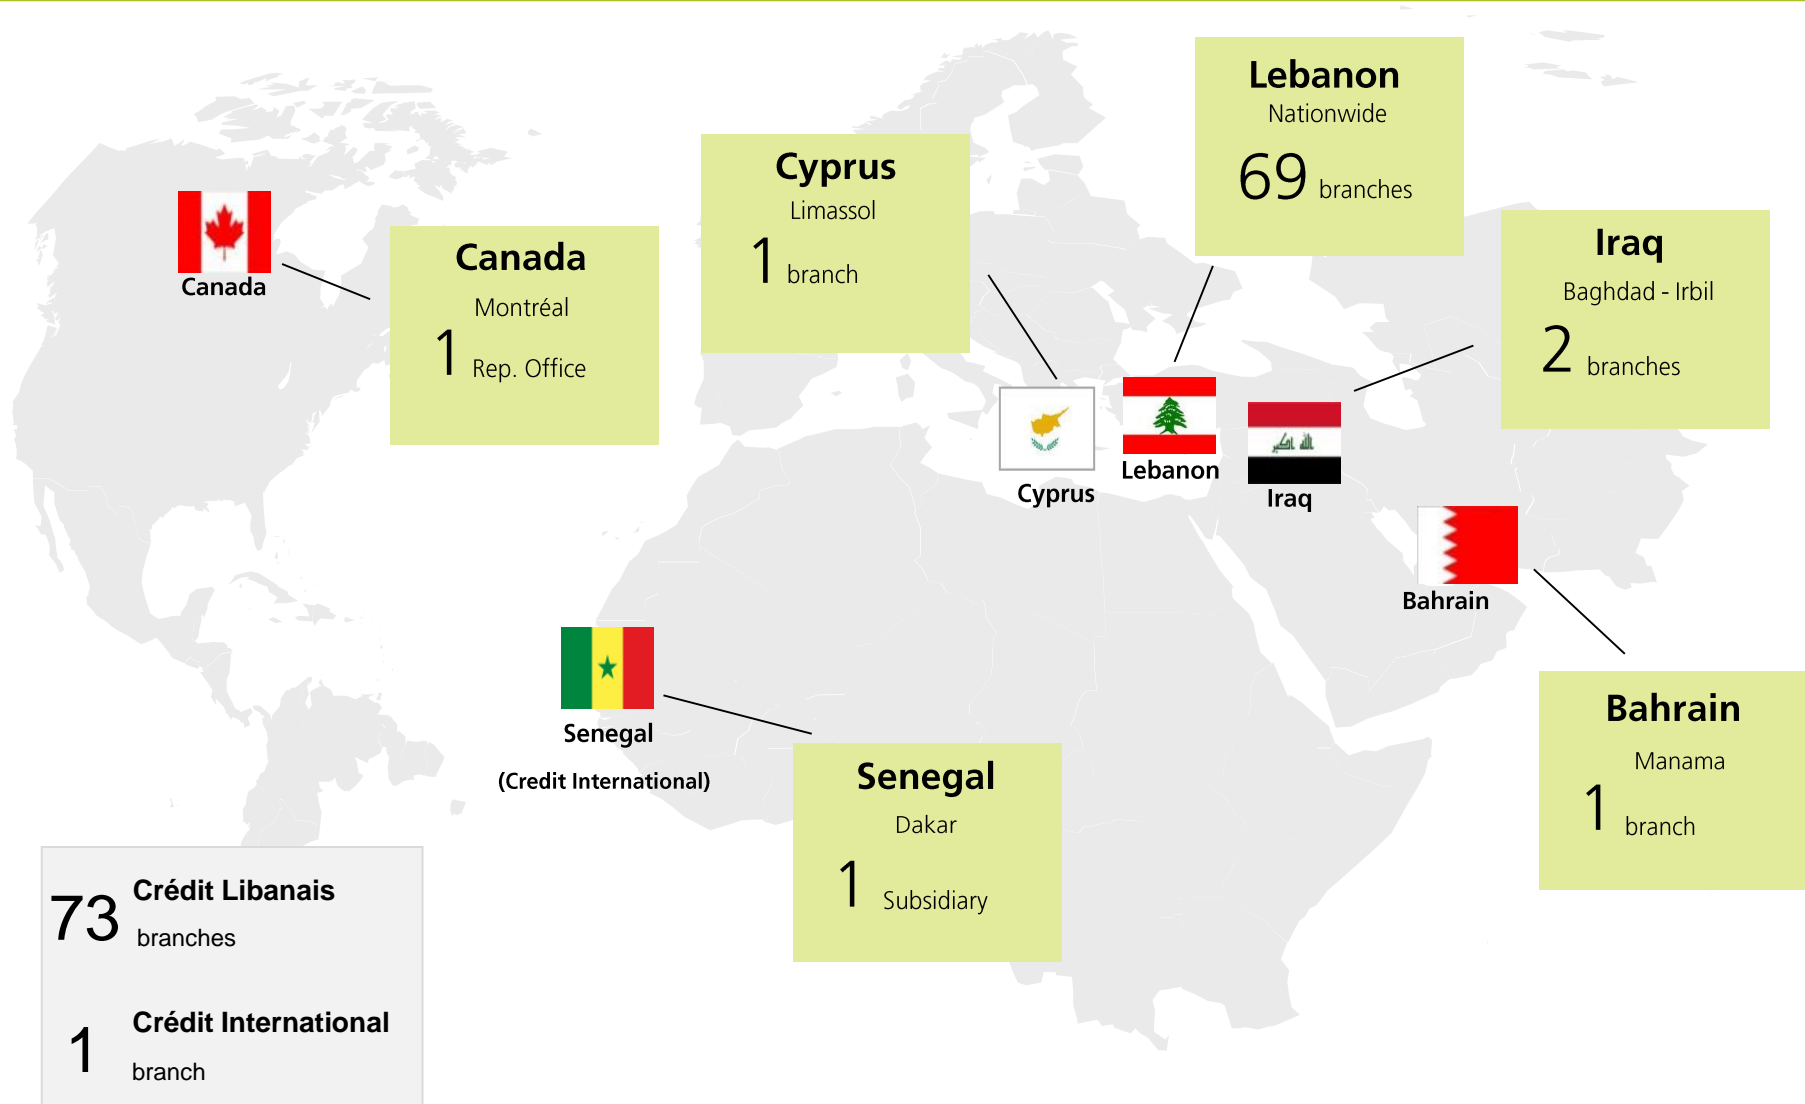 Lebanon
Nationwide
69 branches
Cyprus
Limassol
1 branch
Iraq
Baghdad - Irbil
2 branches
Canada
Canada
Montréal
1 Rep. Office
Cyprus
Lebanon
Iraq
الله اكبر
Bahrain
Bahrain
Manama
1 branch
Senegal
(Credit International)
Senegal
Dakar
1 Subsidiary
73 Crédit Libanais
branches
1 Crédit International
branch